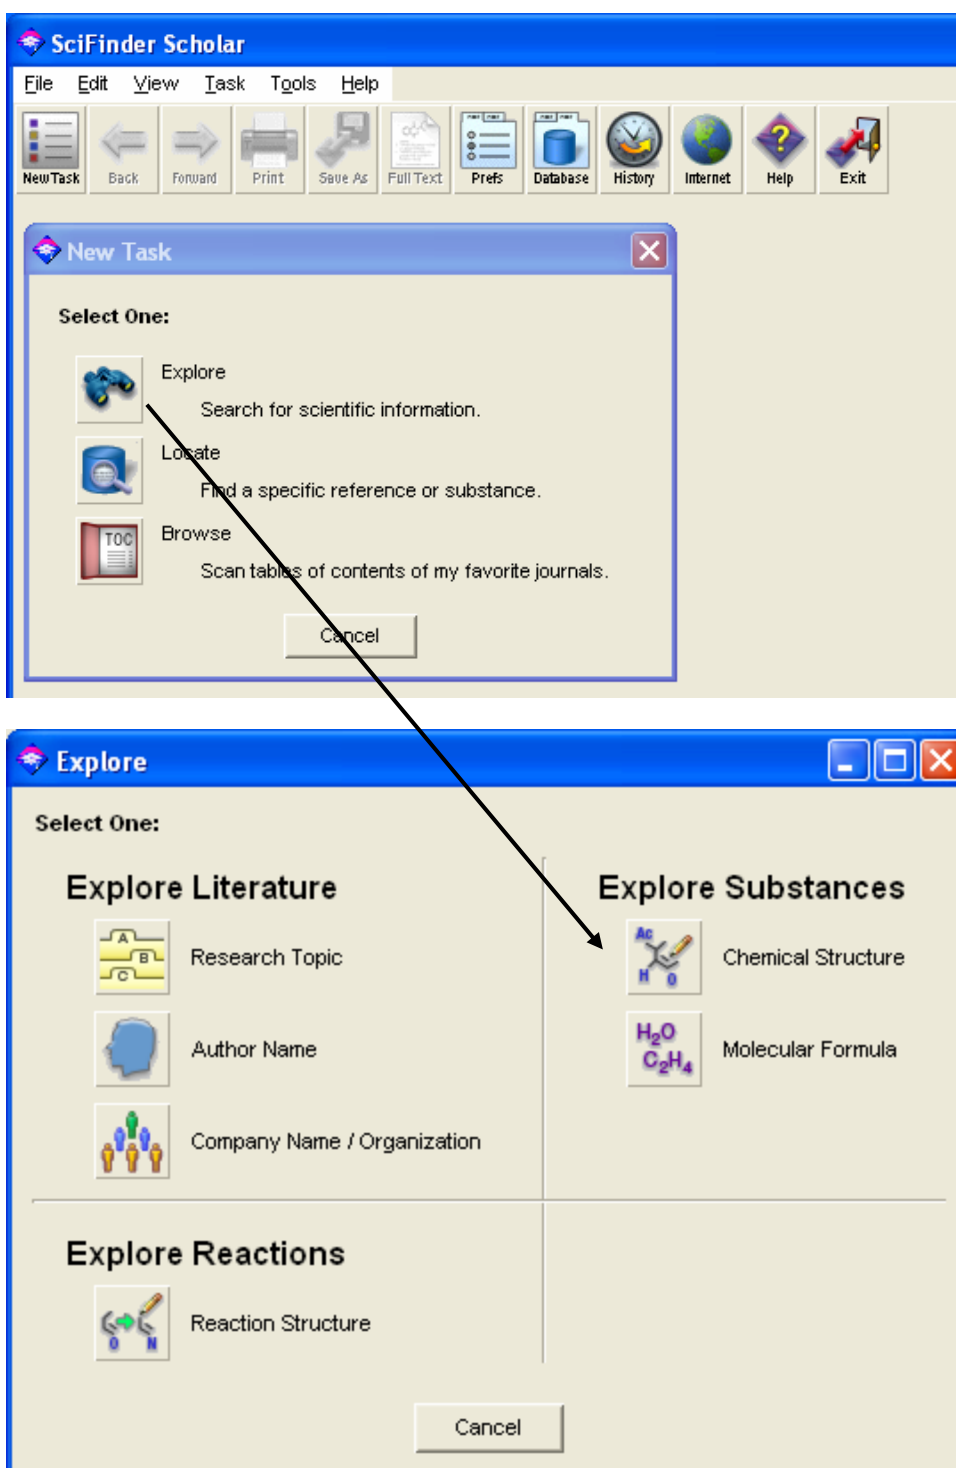 SciFinder Scholar
File Edit View Task Tools Help
New Task Back Forward Print Save As Full Text Prefs Database History Internet Help Exit
New Task
Select One:
Explore
Search for scientific information.
Locate
Find a specific reference or substance.
TOC
Browse
Scan tables of contents of my favorite journals.
Cancel
Explore
Select One:
Explore Literature
A
B
C
Research Topic
Author Name
Company Name / Organization
Explore Substances
Ac
H O
Chemical Structure
H₂O
C₂H₄
Molecular Formula
Explore Reactions
O N
Reaction Structure
Cancel